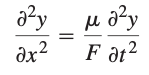 ∂²y/∂x² = μ/F ∂²y/∂t²